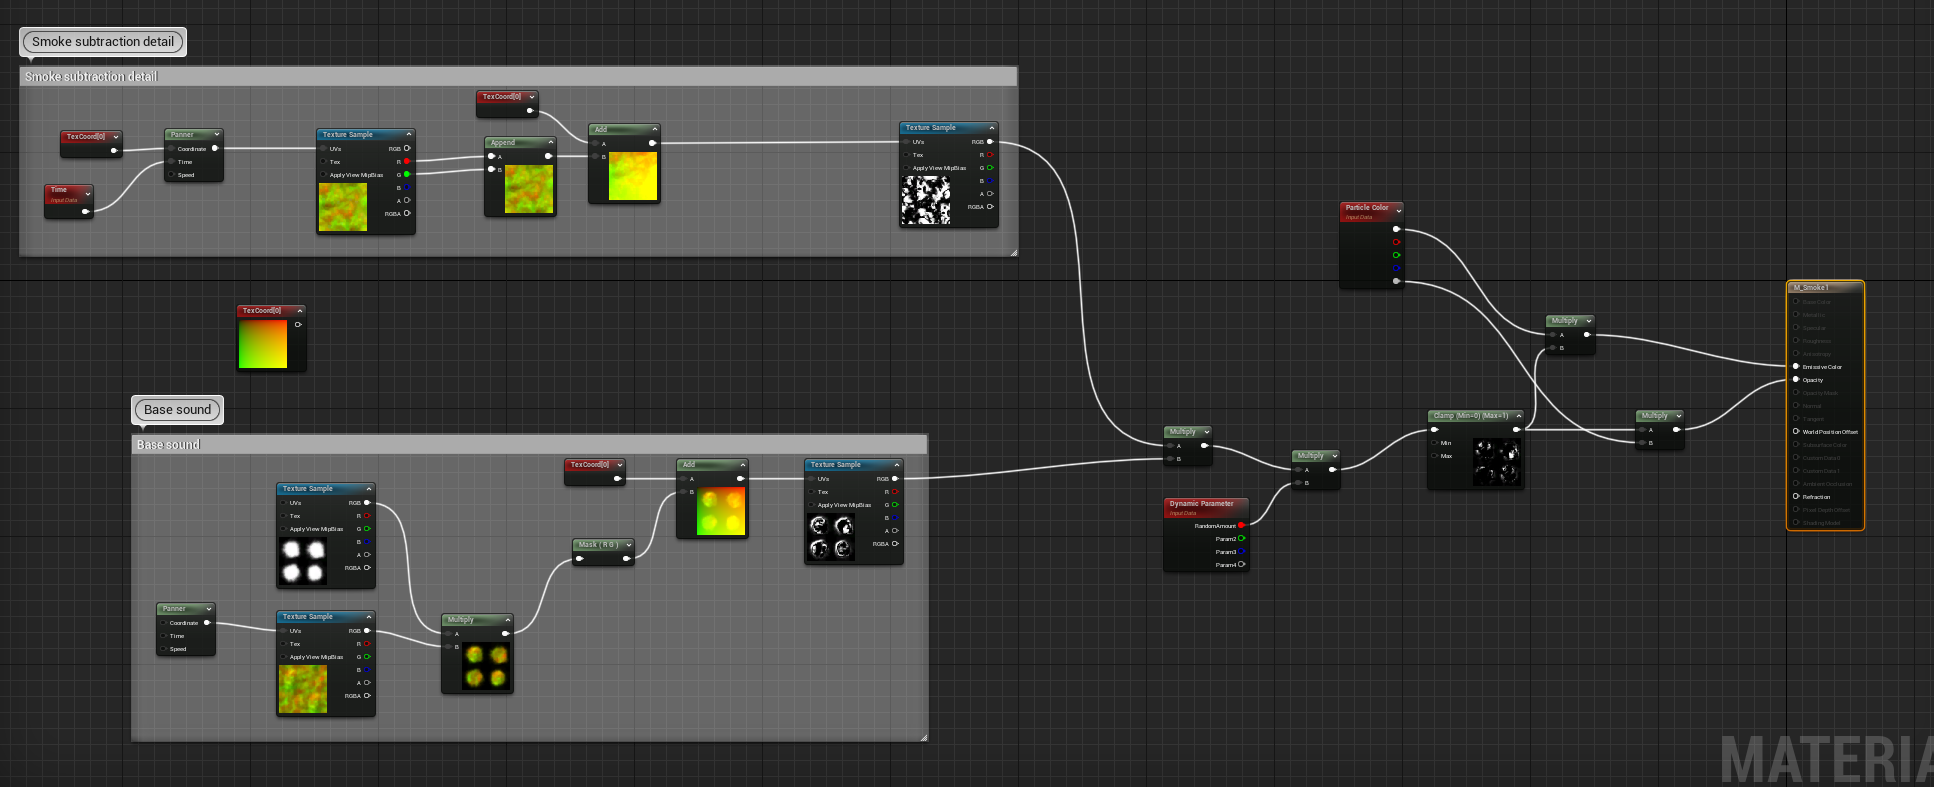 Smoke subtraction detail
Smoke subtraction detail
TexCoord[0]
Time
Input Data
Panner
Coordinate
Time
Speed
Texture Sample
UVs
RGB
Tex
R
Apply View MipBias
G
B
A
RGBA
TexCoord[0]
Append
A
B
Add
A
B
Texture Sample
UVs
RGB
Tex
R
Apply View MipBias
G
B
A
RGBA
TexCoord[0]
Base sound
Base sound
Texture Sample
UVs
RGB
Tex
R
Apply View MipBias
G
B
A
RGBA
Panner
Coordinate
Time
Speed
Texture Sample
UVs
RGB
Tex
R
Apply View MipBias
G
B
A
RGBA
Multiply
A
B
TexCoord[0]
Mask ( R G )
Add
A
B
Texture Sample
UVs
RGB
Tex
R
Apply View MipBias
G
B
A
RGBA
Multiply
A
B
Dynamic Parameter
Input Data
RandomAmount
Param2
Param3
Param4
Multiply
A
B
Particle Color
Input Data
Clamp (Min=0) (Max=1)
Min
Max
Multiply
A
B
Multiply
A
B
M_Smoke1
Base Color
Metallic
Specular
Roughness
Anisotropy
Emissive Color
Opacity
Opacity Mask
Normal
Tangent
World Position Offset
Subsurface Color
Custom Data 0
Custom Data 1
Ambient Occlusion
Refraction
Pixel Depth Offset
Shading Model
MATERIA